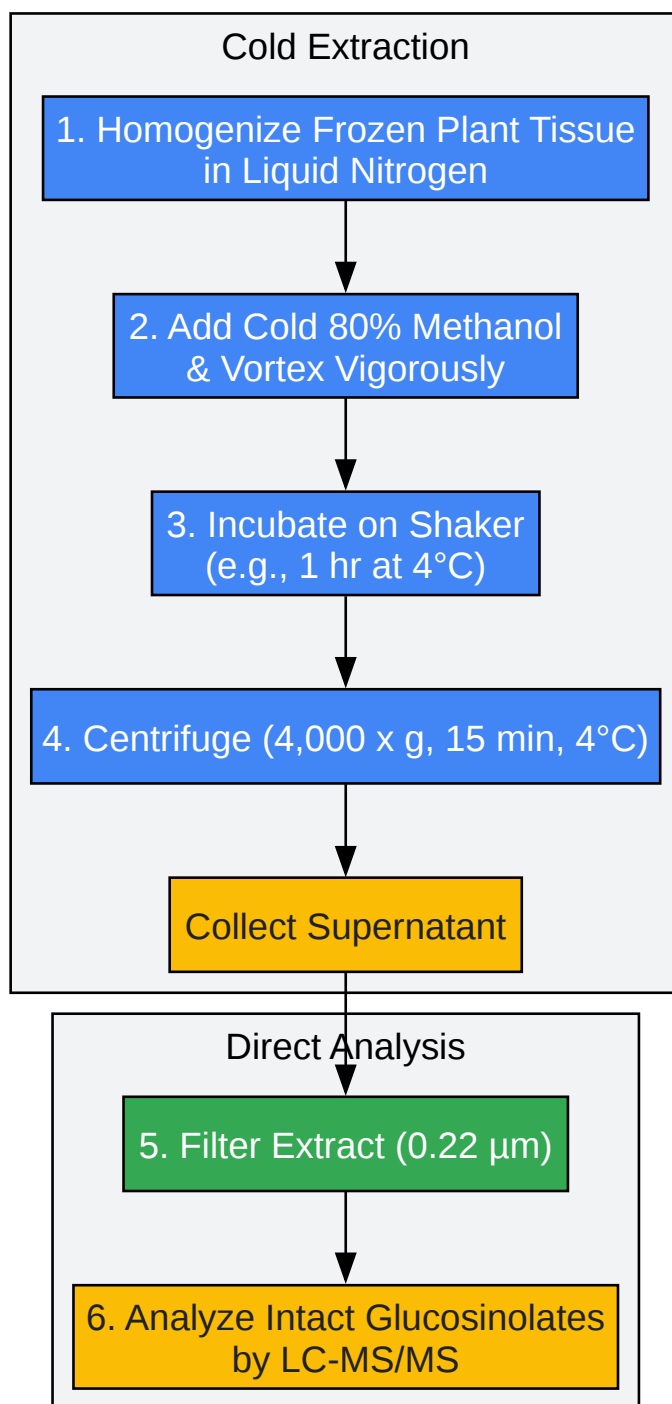 Cold Extraction
1. Homogenize Frozen Plant Tissue
in Liquid Nitrogen
2. Add Cold 80% Methanol
& Vortex Vigorously
3. Incubate on Shaker
(e.g., 1 hr at 4°C)
4. Centrifuge (4,000 x g, 15 min, 4°C)
Collect Supernatant
Direct Analysis
5. Filter Extract (0.22 µm)
6. Analyze Intact Glucosinolates
by LC-MS/MS